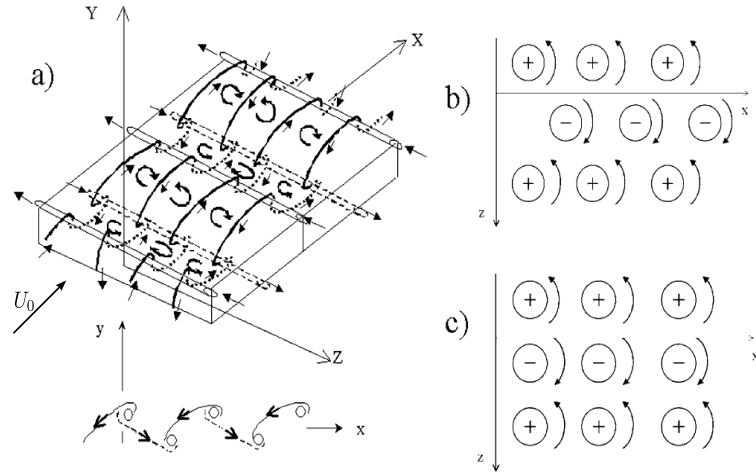 Y
X
a)
U₀
Z
y
x
b)
+ + +
x
− − −
+ + +
z
c)
+ + +
− − −
+ + +
z